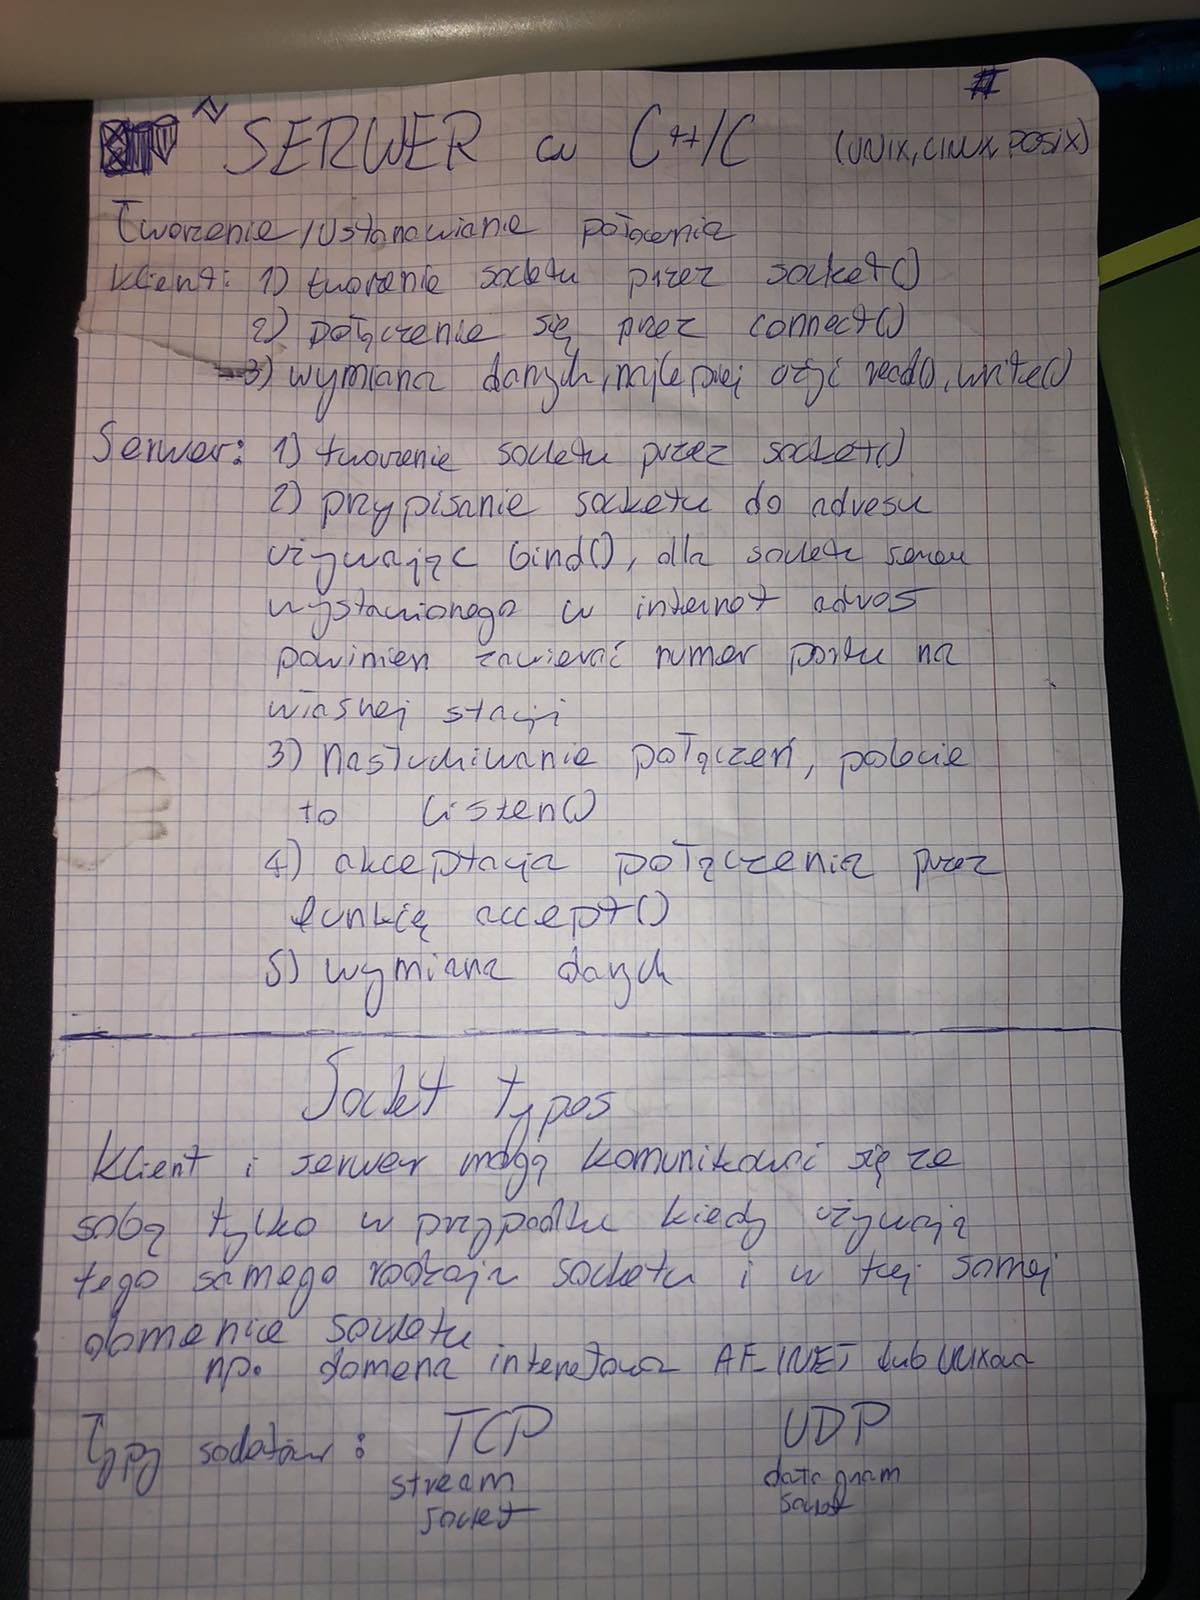 #
SERWER w C++/C (UNIX, LINUX, POSIX)
Tworzenie/Ustanowianie połącenia
Klient: 1) tworzenie socketu przez socket()
2) połączenie się przez connect()
3) wymiana danych, najlepiej użyć read(), write()
Serwer: 1) tworzenie socketu przez socket()
2) przypisanie socketu do adresu
używając bind(), dla socketu
wystawionego w internet adres
powinien zawierać numer portu na
własnej stacji
3) Nasłuchiwanie połączeń, polecie
to listen()
4) akceptacja połączenia przez
funkcię accept()
5) wymiana danych
Socket types
Klient i serwer mogą komunikować się ze
sobą tylko w przypadku kiedy używają
tego samego rodzaju socketu i w tej samej
domenie socketu
np. domena internetowa AF_INET lub UNIXowa
Typy socketów: TCP UDP
stream datagram
socket socket